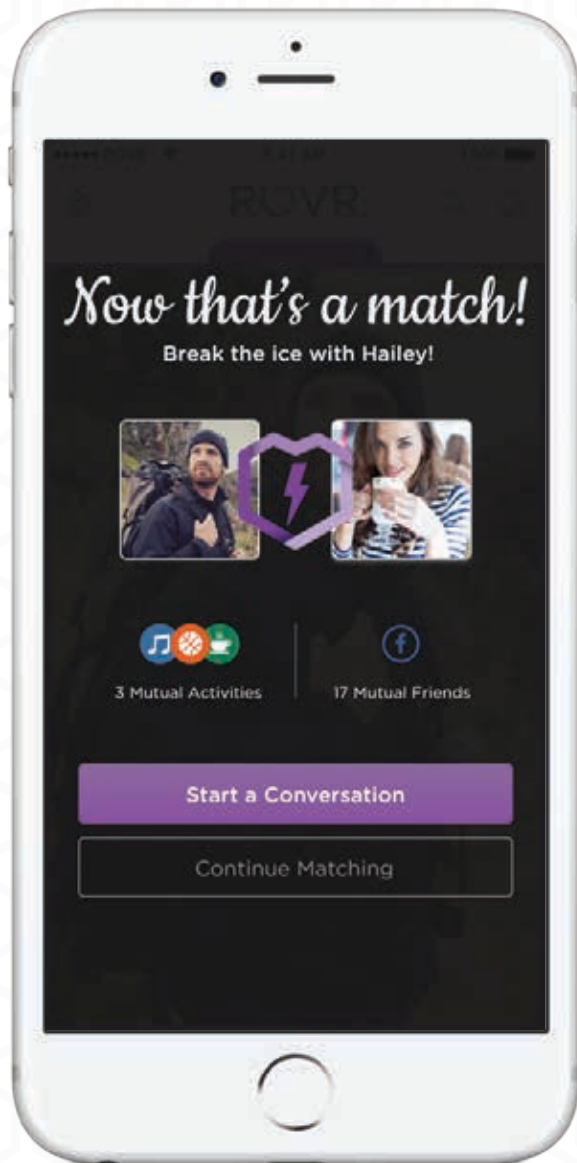 ROVR
Now that's a match!
Break the ice with Hailey!
3 Mutual Activities
17 Mutual Friends
Start a Conversation
Continue Matching